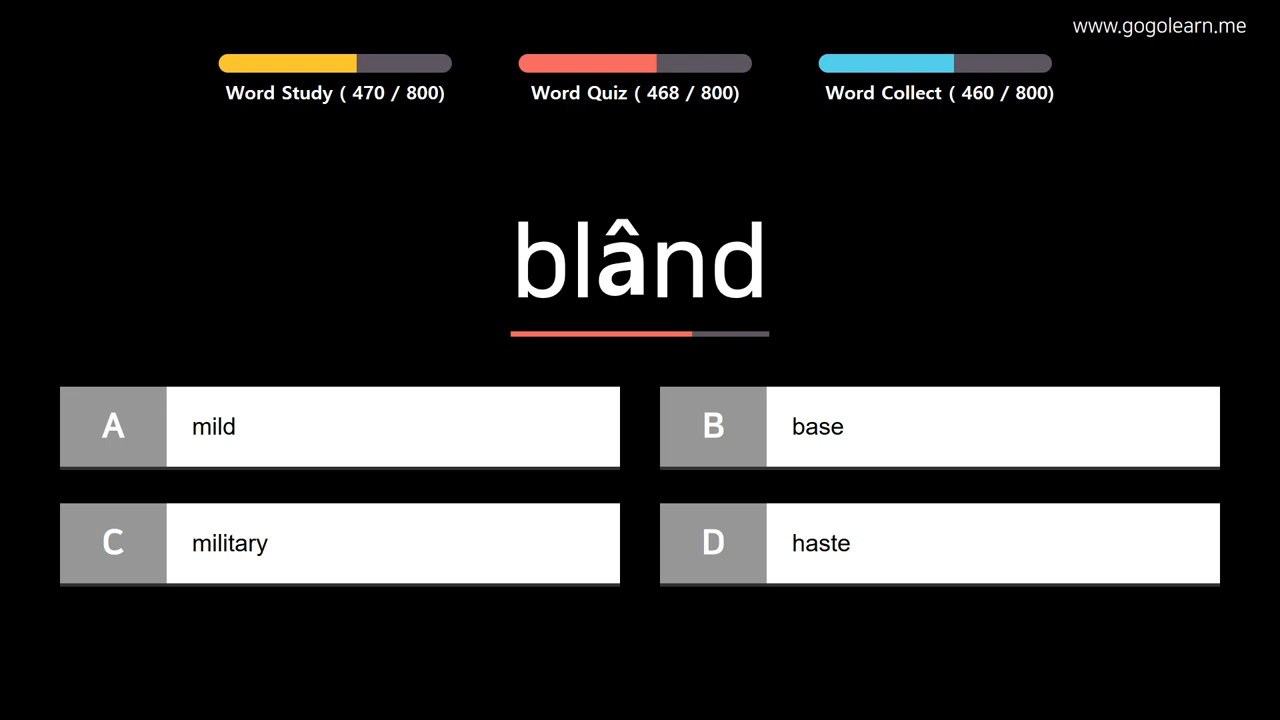 www.gogolearn.me
Word Study ( 470 / 800)
Word Quiz ( 468 / 800)
Word Collect ( 460 / 800)
blând
A mild
B base
C military
D haste